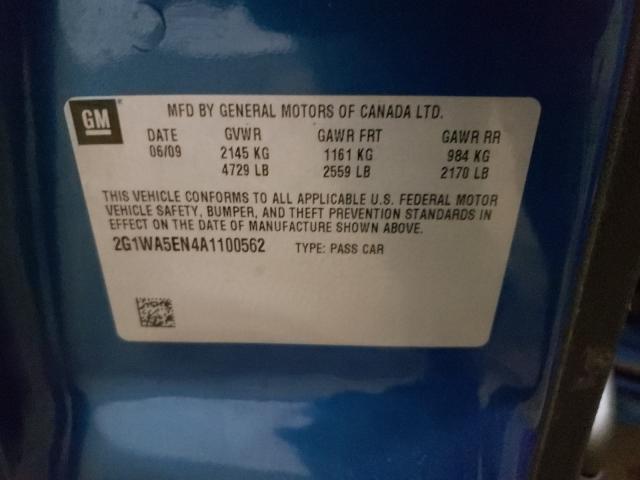 GM
MFD BY GENERAL MOTORS OF CANADA LTD.
DATE GVWR GAWR FRT GAWR RR
06/09 2145 KG 1161 KG 984 KG
4729 LB 2559 LB 2170 LB
THIS VEHICLE CONFORMS TO ALL APPLICABLE U.S. FEDERAL MOTOR
VEHICLE SAFETY, BUMPER, AND THEFT PREVENTION STANDARDS IN
EFFECT ON THE DATE OF MANUFACTURE SHOWN ABOVE.
2G1WA5EN4A1100562 TYPE: PASS CAR